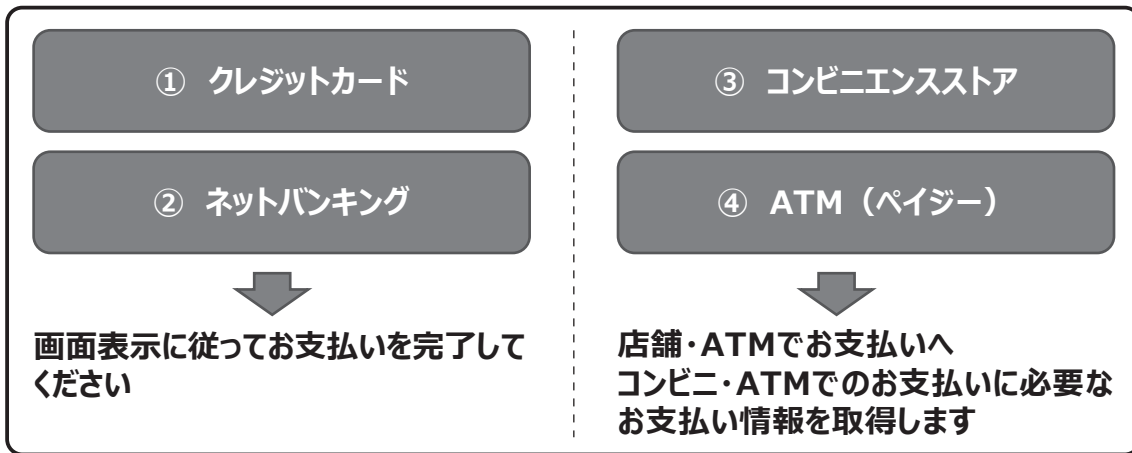 ① クレジットカード
② ネットバンキング
画面表示に従ってお支払いを完了して
ください
③ コンビニエンスストア
④ ATM（ペイジー）
店舗・ATMでお支払いへ
コンビニ・ATMでのお支払いに必要な
お支払い情報を取得します